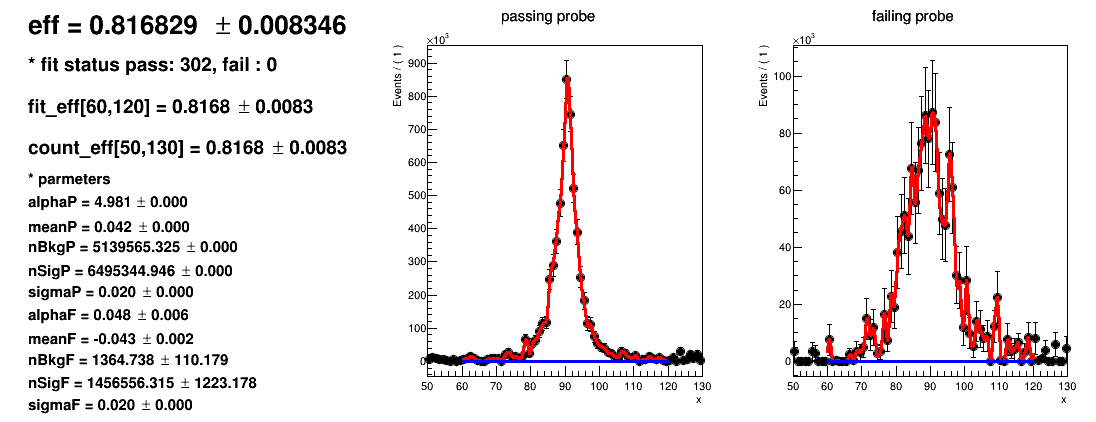 eff = 0.816829 ± 0.008346
* fit status pass: 302, fail : 0
fit_eff[60,120] = 0.8168 ± 0.0083
count_eff[50,130] = 0.8168 ± 0.0083
* parmeters
alphaP = 4.981 ± 0.000
meanP = 0.042 ± 0.000
nBkgP = 5139565.325 ± 0.000
nSigP = 6495344.946 ± 0.000
sigmaP = 0.020 ± 0.000
alphaF = 0.048 ± 0.006
meanF = -0.043 ± 0.002
nBkgF = 1364.738 ± 110.179
nSigF = 1456556.315 ± 1223.178
sigmaF = 0.020 ± 0.000
passing probe
×10³
Events / ( 1 )
900
800
700
600
500
400
300
200
100
0
50 60 70 80 90 100 110 120 130
x
failing probe
×10³
Events / ( 1 )
100
80
60
40
20
0
50 60 70 80 90 100 110 120 130
x